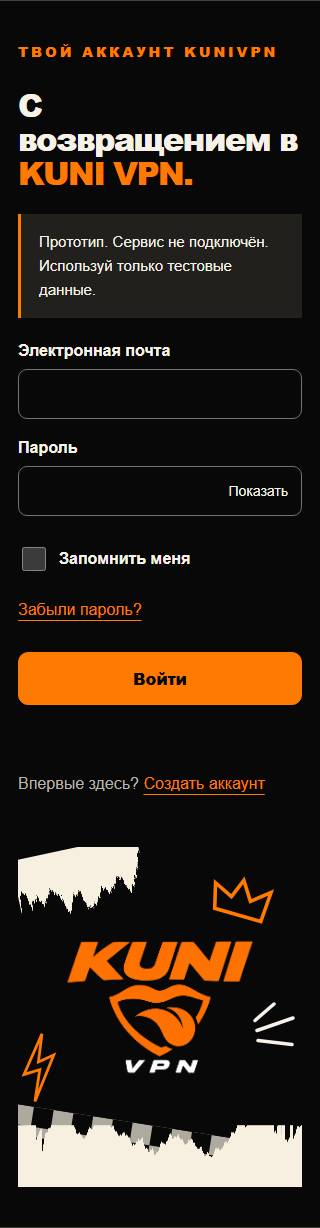 ТВОЙ АККАУНТ KUNIVPN
С
возвращением в
KUNI VPN.
Прототип. Сервис не подключён.
Используй только тестовые
данные.
Электронная почта
Пароль
Показать
Запомнить меня
Забыли пароль?
Войти
Впервые здесь? Создать аккаунт
KUNI
VPN